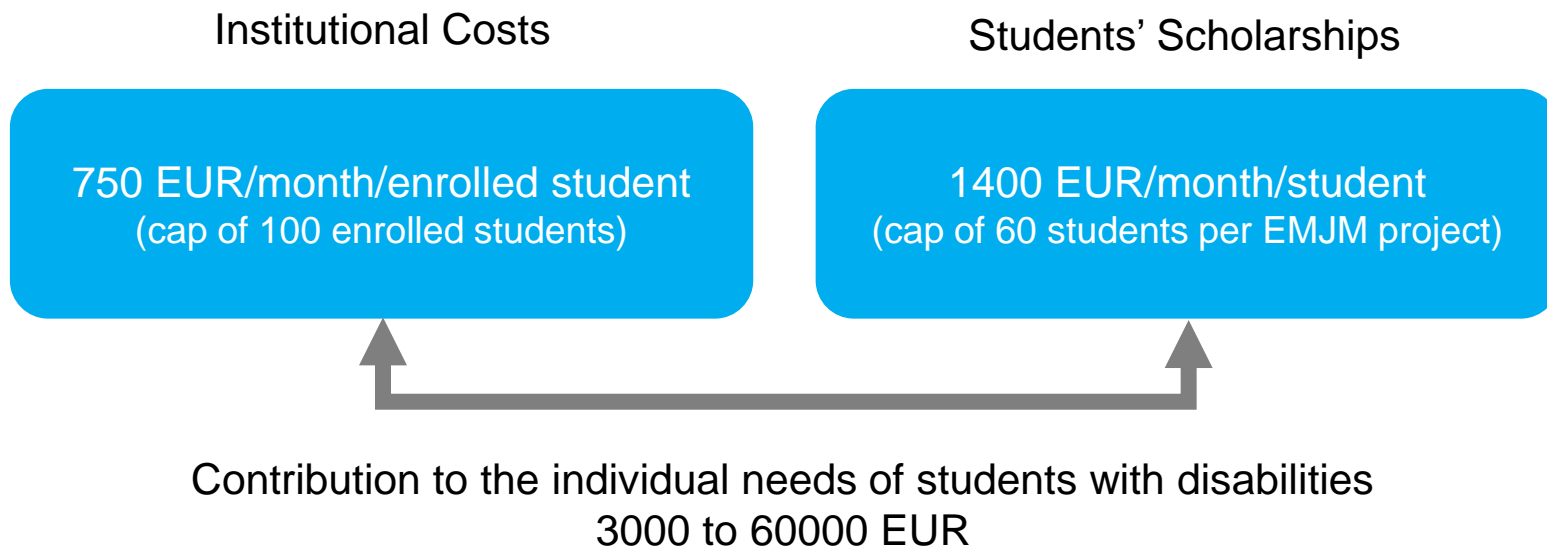 Institutional Costs
Students’ Scholarships
750 EUR/month/enrolled student
(cap of 100 enrolled students)
1400 EUR/month/student
(cap of 60 students per EMJM project)
Contribution to the individual needs of students with disabilities
3000 to 60000 EUR